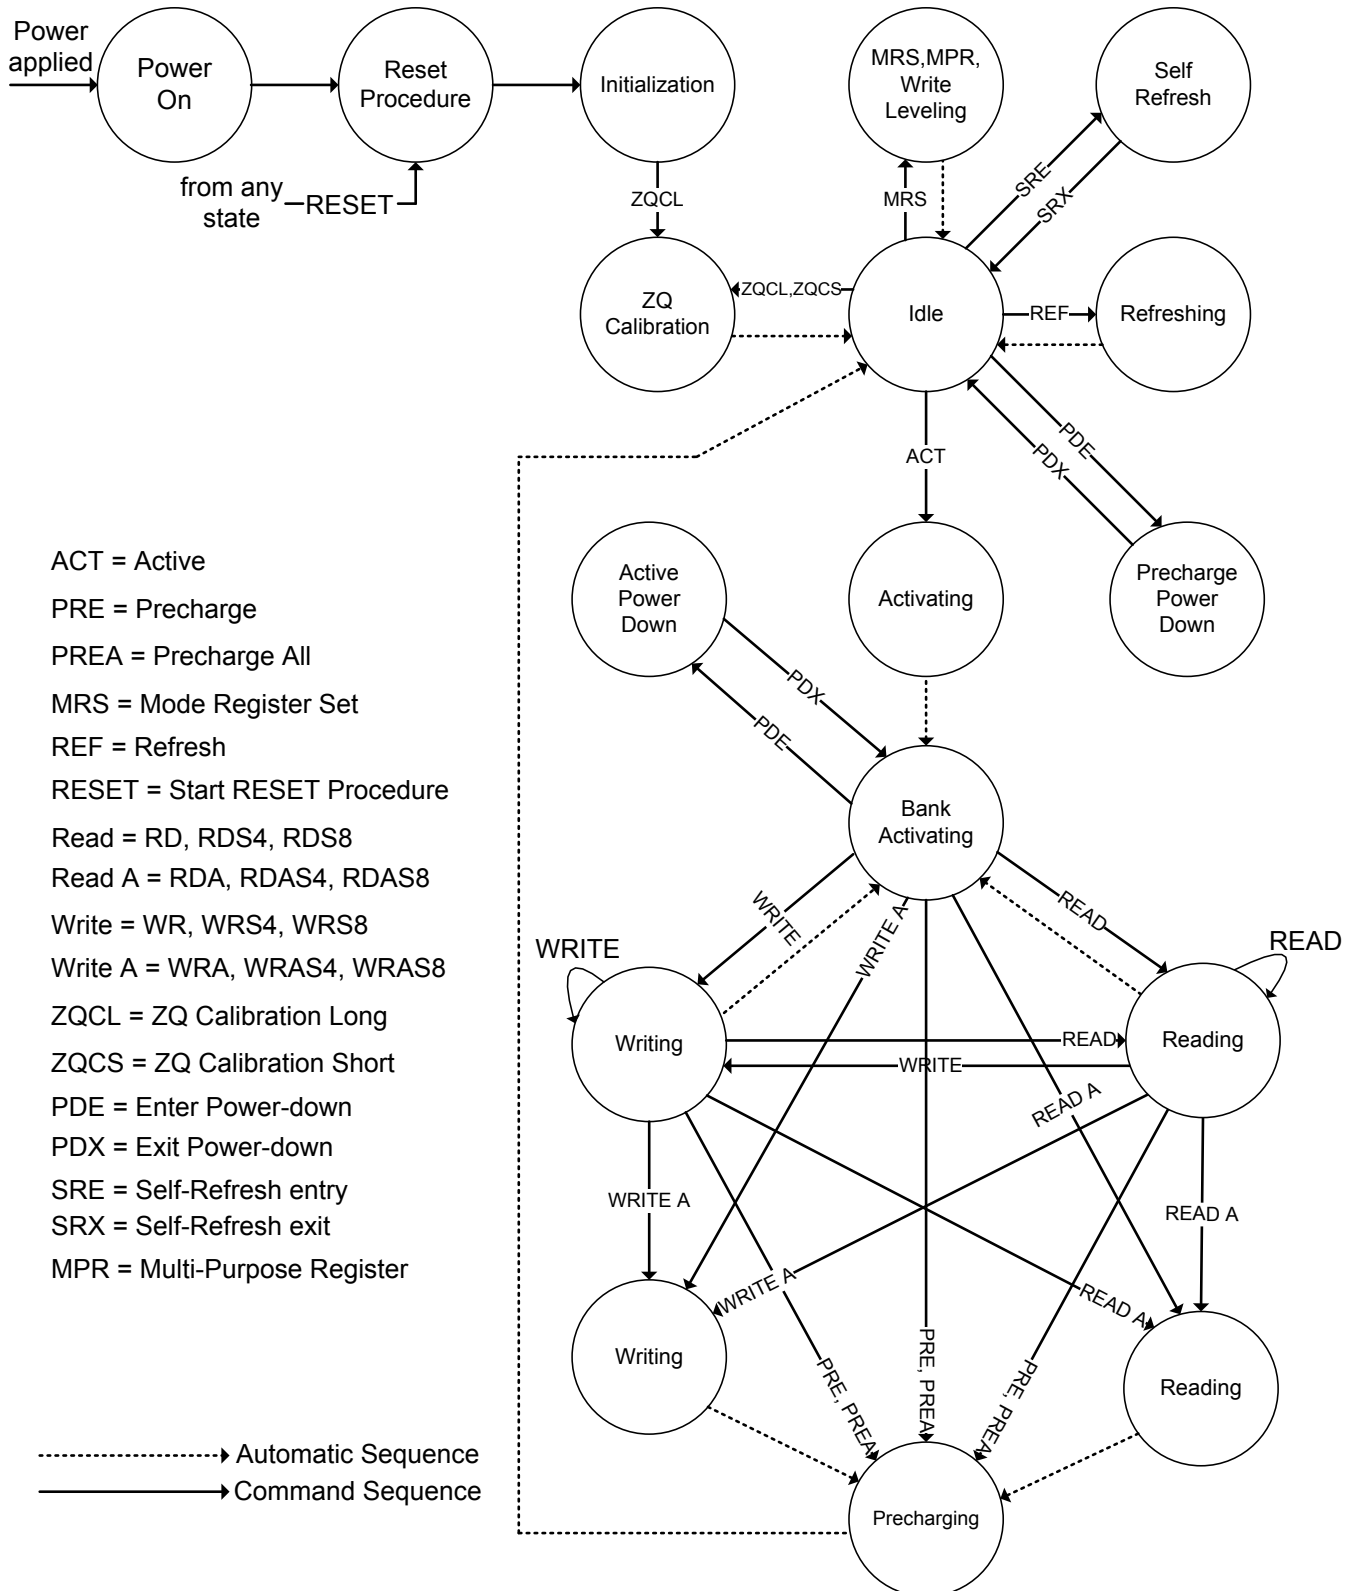 Power
applied
Power
On
Reset
Procedure
Initialization
MRS,MPR,
Write
Leveling
Self
Refresh
from any
state
RESET
ZQCL
MRS
SRE
SRX
ZQ
Calibration
ZQCL,ZQCS
Idle
REF
Refreshing
ACT
PDE
PDX
Active
Power
Down
Activating
Precharge
Power
Down
PDX
PDE
Bank
Activating
ACT = Active
PRE = Precharge
PREA = Precharge All
MRS = Mode Register Set
REF = Refresh
RESET = Start RESET Procedure
Read = RD, RDS4, RDS8
Read A = RDA, RDAS4, RDAS8
Write = WR, WRS4, WRS8
Write A = WRA, WRAS4, WRAS8
ZQCL = ZQ Calibration Long
ZQCS = ZQ Calibration Short
PDE = Enter Power-down
PDX = Exit Power-down
SRE = Self-Refresh entry
SRX = Self-Refresh exit
MPR = Multi-Purpose Register
WRITE
WRITE A
READ
WRITE
READ
Writing
READ
WRITE
Reading
READ A
WRITE A
READ A
WRITE A
READ A
Writing
PRE, PREA
PRE, PREA
PRE, PREA
Reading
Precharging
Automatic Sequence
Command Sequence